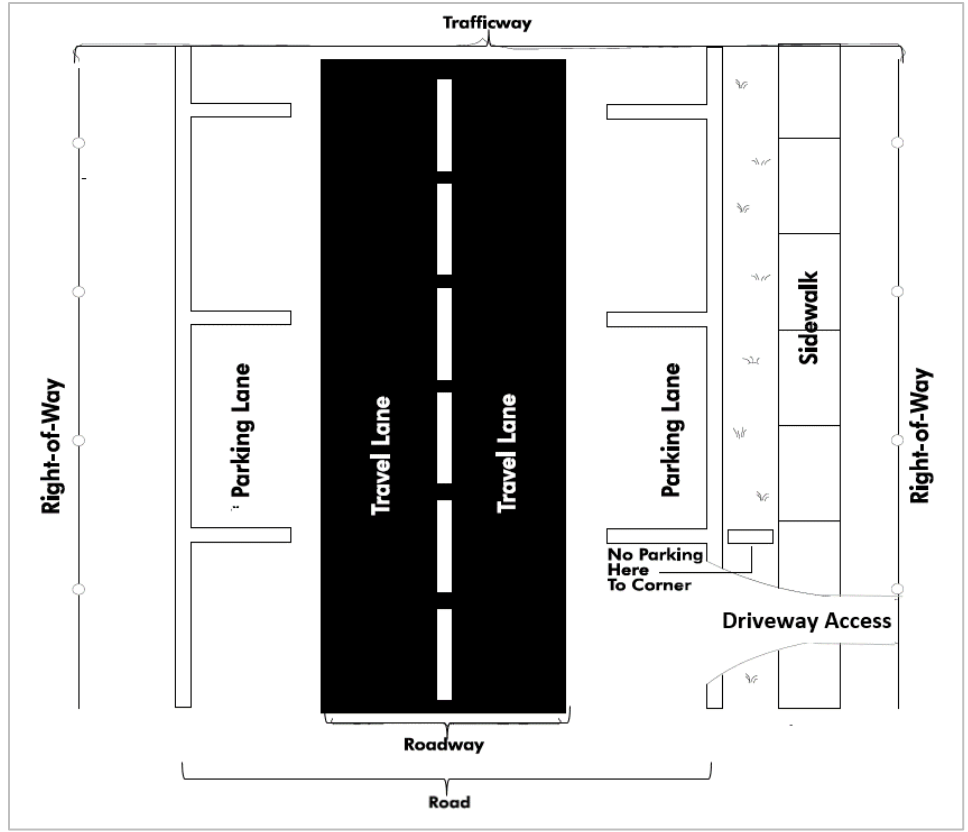 Trafficway
Right-of-Way
Parking Lane
Travel Lane
Travel Lane
Parking Lane
Sidewalk
Right-of-Way
No Parking
Here
To Corner
Driveway Access
Roadway
Road